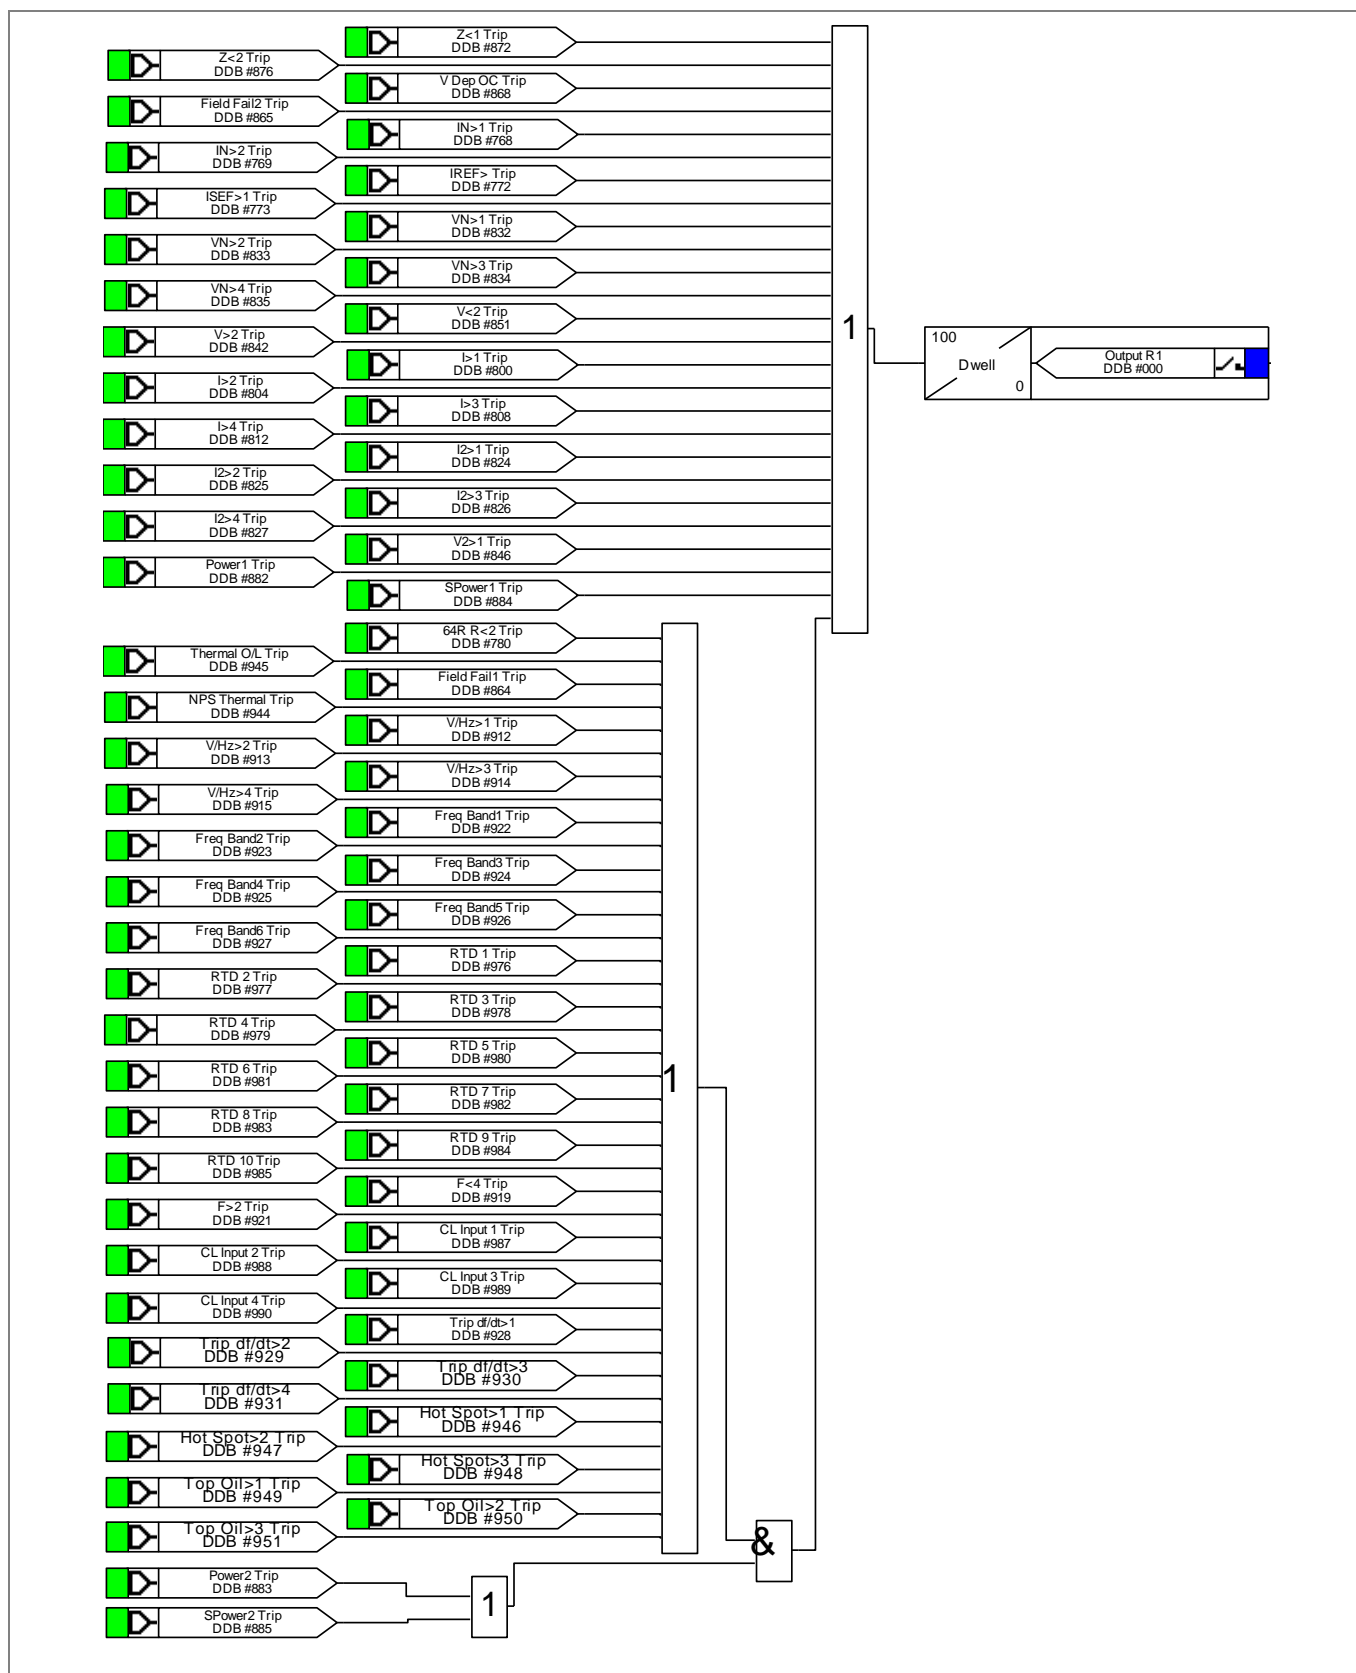 Z<1 Trip
DDB #872
Z<2 Trip
DDB #876
V Dep OC Trip
DDB #868
Field Fail2 Trip
DDB #865
IN>1 Trip
DDB #768
IN>2 Trip
DDB #769
IREF> Trip
DDB #772
ISEF>1 Trip
DDB #773
VN>1 Trip
DDB #832
VN>2 Trip
DDB #833
VN>3 Trip
DDB #834
VN>4 Trip
DDB #835
V<2 Trip
DDB #851
V>2 Trip
DDB #842
I>1 Trip
DDB #800
I>2 Trip
DDB #804
I>3 Trip
DDB #808
I>4 Trip
DDB #812
I2>1 Trip
DDB #824
I2>2 Trip
DDB #825
I2>3 Trip
DDB #826
I2>4 Trip
DDB #827
V2>1 Trip
DDB #846
Power1 Trip
DDB #882
SPower1 Trip
DDB #884
1
100
Dwell
0
Output R1
DDB #000
64R R<2 Trip
DDB #780
Thermal O/L Trip
DDB #945
Field Fail1 Trip
DDB #864
NPS Thermal Trip
DDB #944
V/Hz>1 Trip
DDB #912
V/Hz>2 Trip
DDB #913
V/Hz>3 Trip
DDB #914
V/Hz>4 Trip
DDB #915
Freq Band1 Trip
DDB #922
Freq Band2 Trip
DDB #923
Freq Band3 Trip
DDB #924
Freq Band4 Trip
DDB #925
Freq Band5 Trip
DDB #926
Freq Band6 Trip
DDB #927
RTD 1 Trip
DDB #976
RTD 2 Trip
DDB #977
RTD 3 Trip
DDB #978
RTD 4 Trip
DDB #979
RTD 5 Trip
DDB #980
RTD 6 Trip
DDB #981
RTD 7 Trip
DDB #982
RTD 8 Trip
DDB #983
RTD 9 Trip
DDB #984
RTD 10 Trip
DDB #985
F<4 Trip
DDB #919
F>2 Trip
DDB #921
CL Input 1 Trip
DDB #987
CL Input 2 Trip
DDB #988
CL Input 3 Trip
DDB #989
CL Input 4 Trip
DDB #990
Trip df/dt>1
DDB #928
Trip df/dt>2
DDB #929
Trip df/dt>3
DDB #930
Trip df/dt>4
DDB #931
Hot Spot>1 Trip
DDB #946
Hot Spot>2 Trip
DDB #947
Hot Spot>3 Trip
DDB #948
Top Oil>1 Trip
DDB #949
Top Oil>2 Trip
DDB #950
Top Oil>3 Trip
DDB #951
1
&
Power2 Trip
DDB #883
SPower2 Trip
DDB #885
1